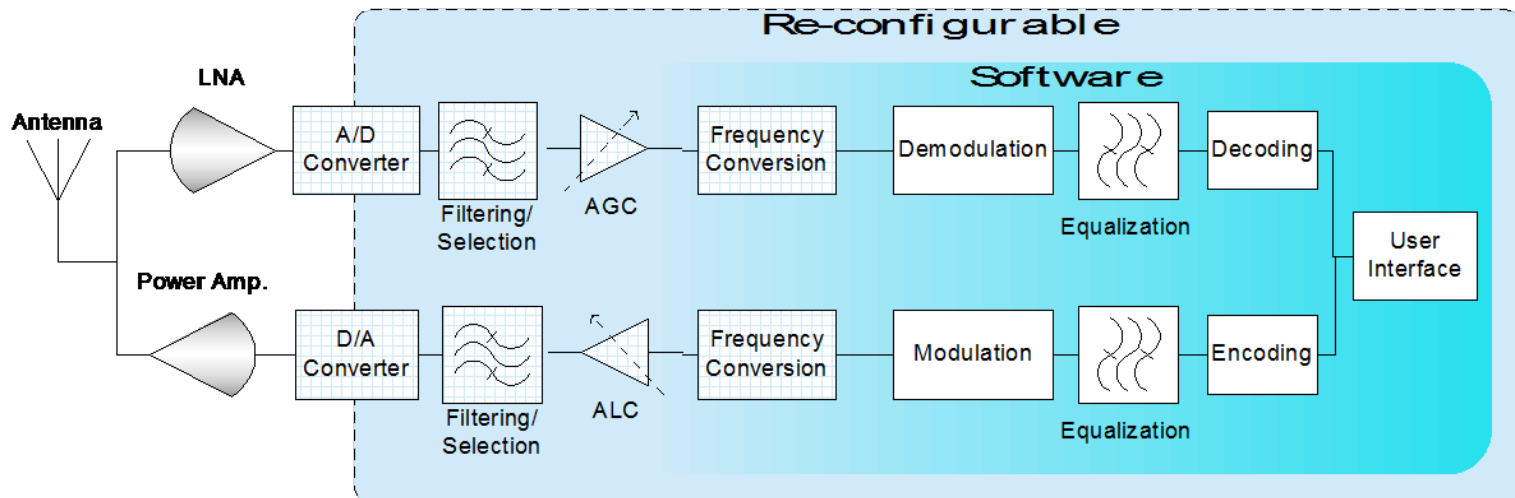 Re-configurable
Software
LNA
Antenna
A/D
Converter
Filtering/
Selection
AGC
Frequency
Conversion
Demodulation
Equalization
Decoding
User
Interface
Power Amp.
D/A
Converter
Filtering/
Selection
ALC
Frequency
Conversion
Modulation
Equalization
Encoding